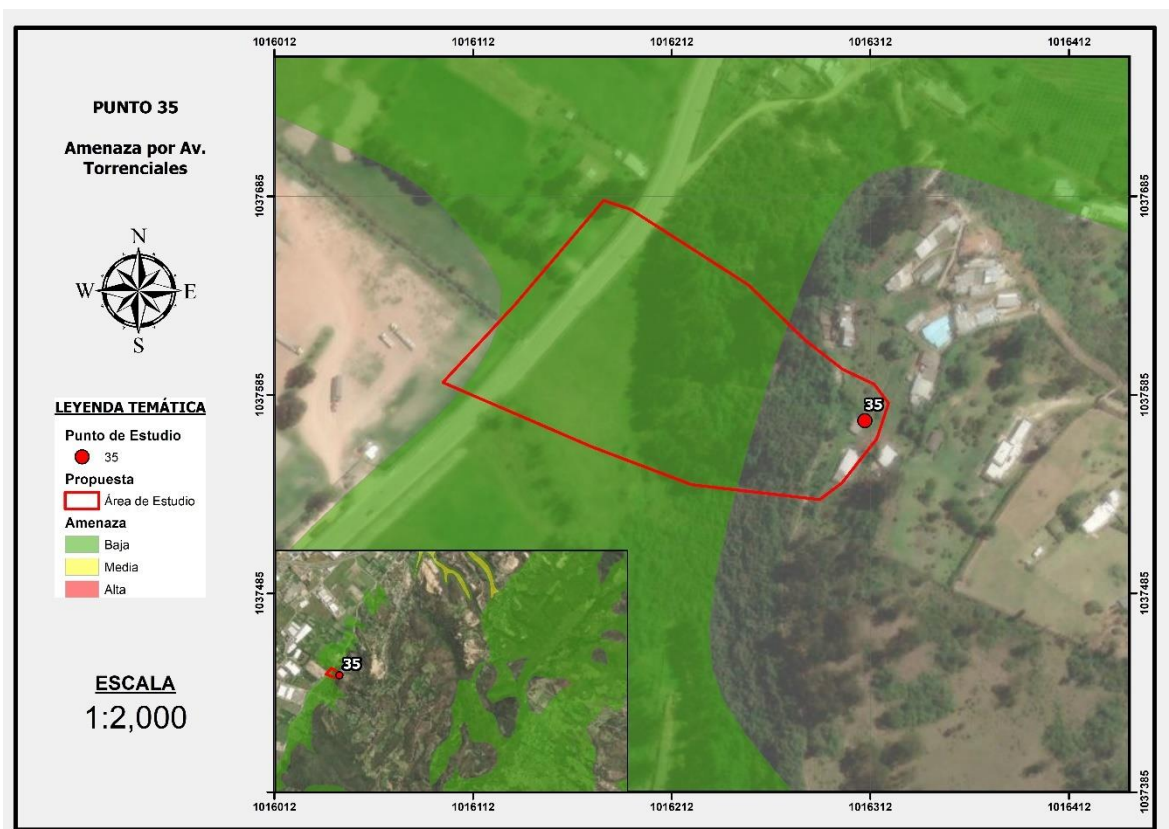 PUNTO 35
Amenaza por Av.
Torrenciales
N
W E
S
LEYENDA TEMÁTICA
Punto de Estudio
35
Propuesta
Área de Estudio
Amenaza
Baja
Media
Alta
ESCALA
1:2,000
1016012 1016112 1016212 1016312 1016412
1037685 1037685
1037585 1037585
1037485 1037485
1037385
35
35
1016012 1016112 1016212 1016312 1016412